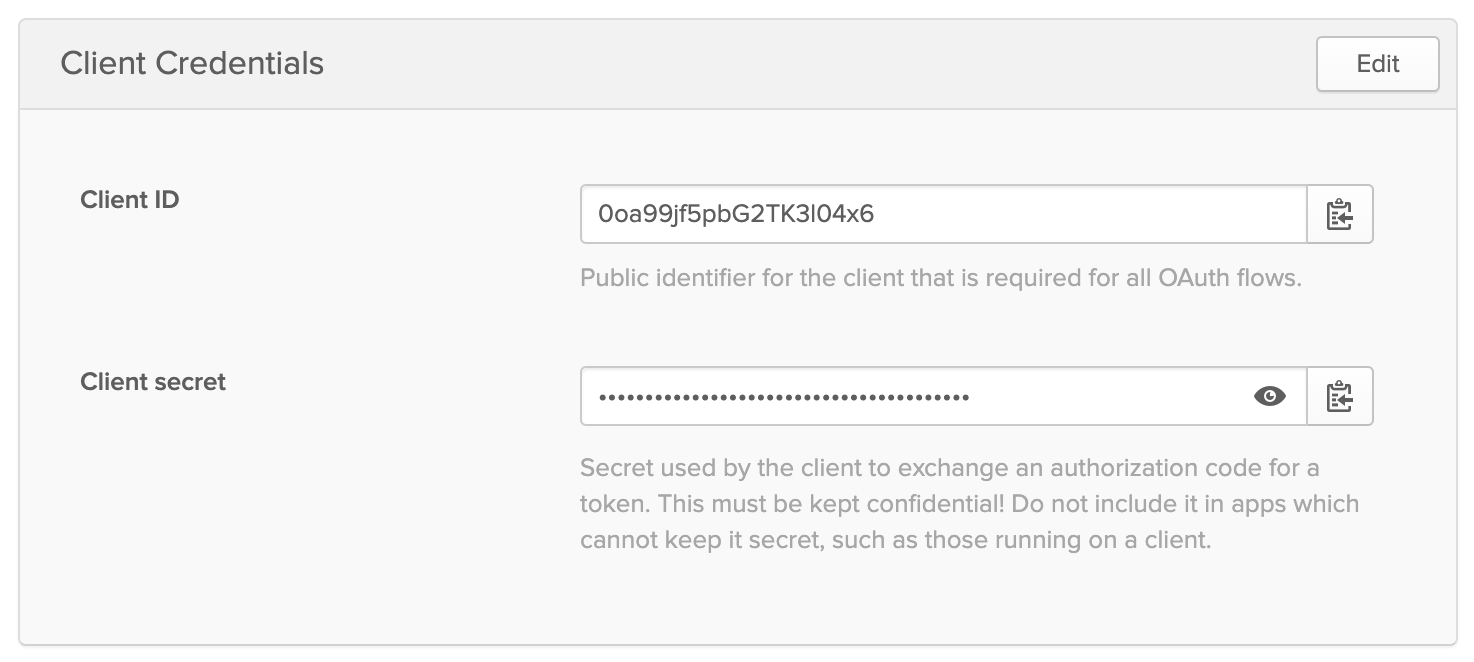 Client Credentials
Edit
Client ID
0oa99jf5pbG2TK3l04x6
Public identifier for the client that is required for all OAuth flows.
Client secret
••••••••••••••••••••••••••••••••••••••••
Secret used by the client to exchange an authorization code for a
token. This must be kept confidential! Do not include it in apps which
cannot keep it secret, such as those running on a client.